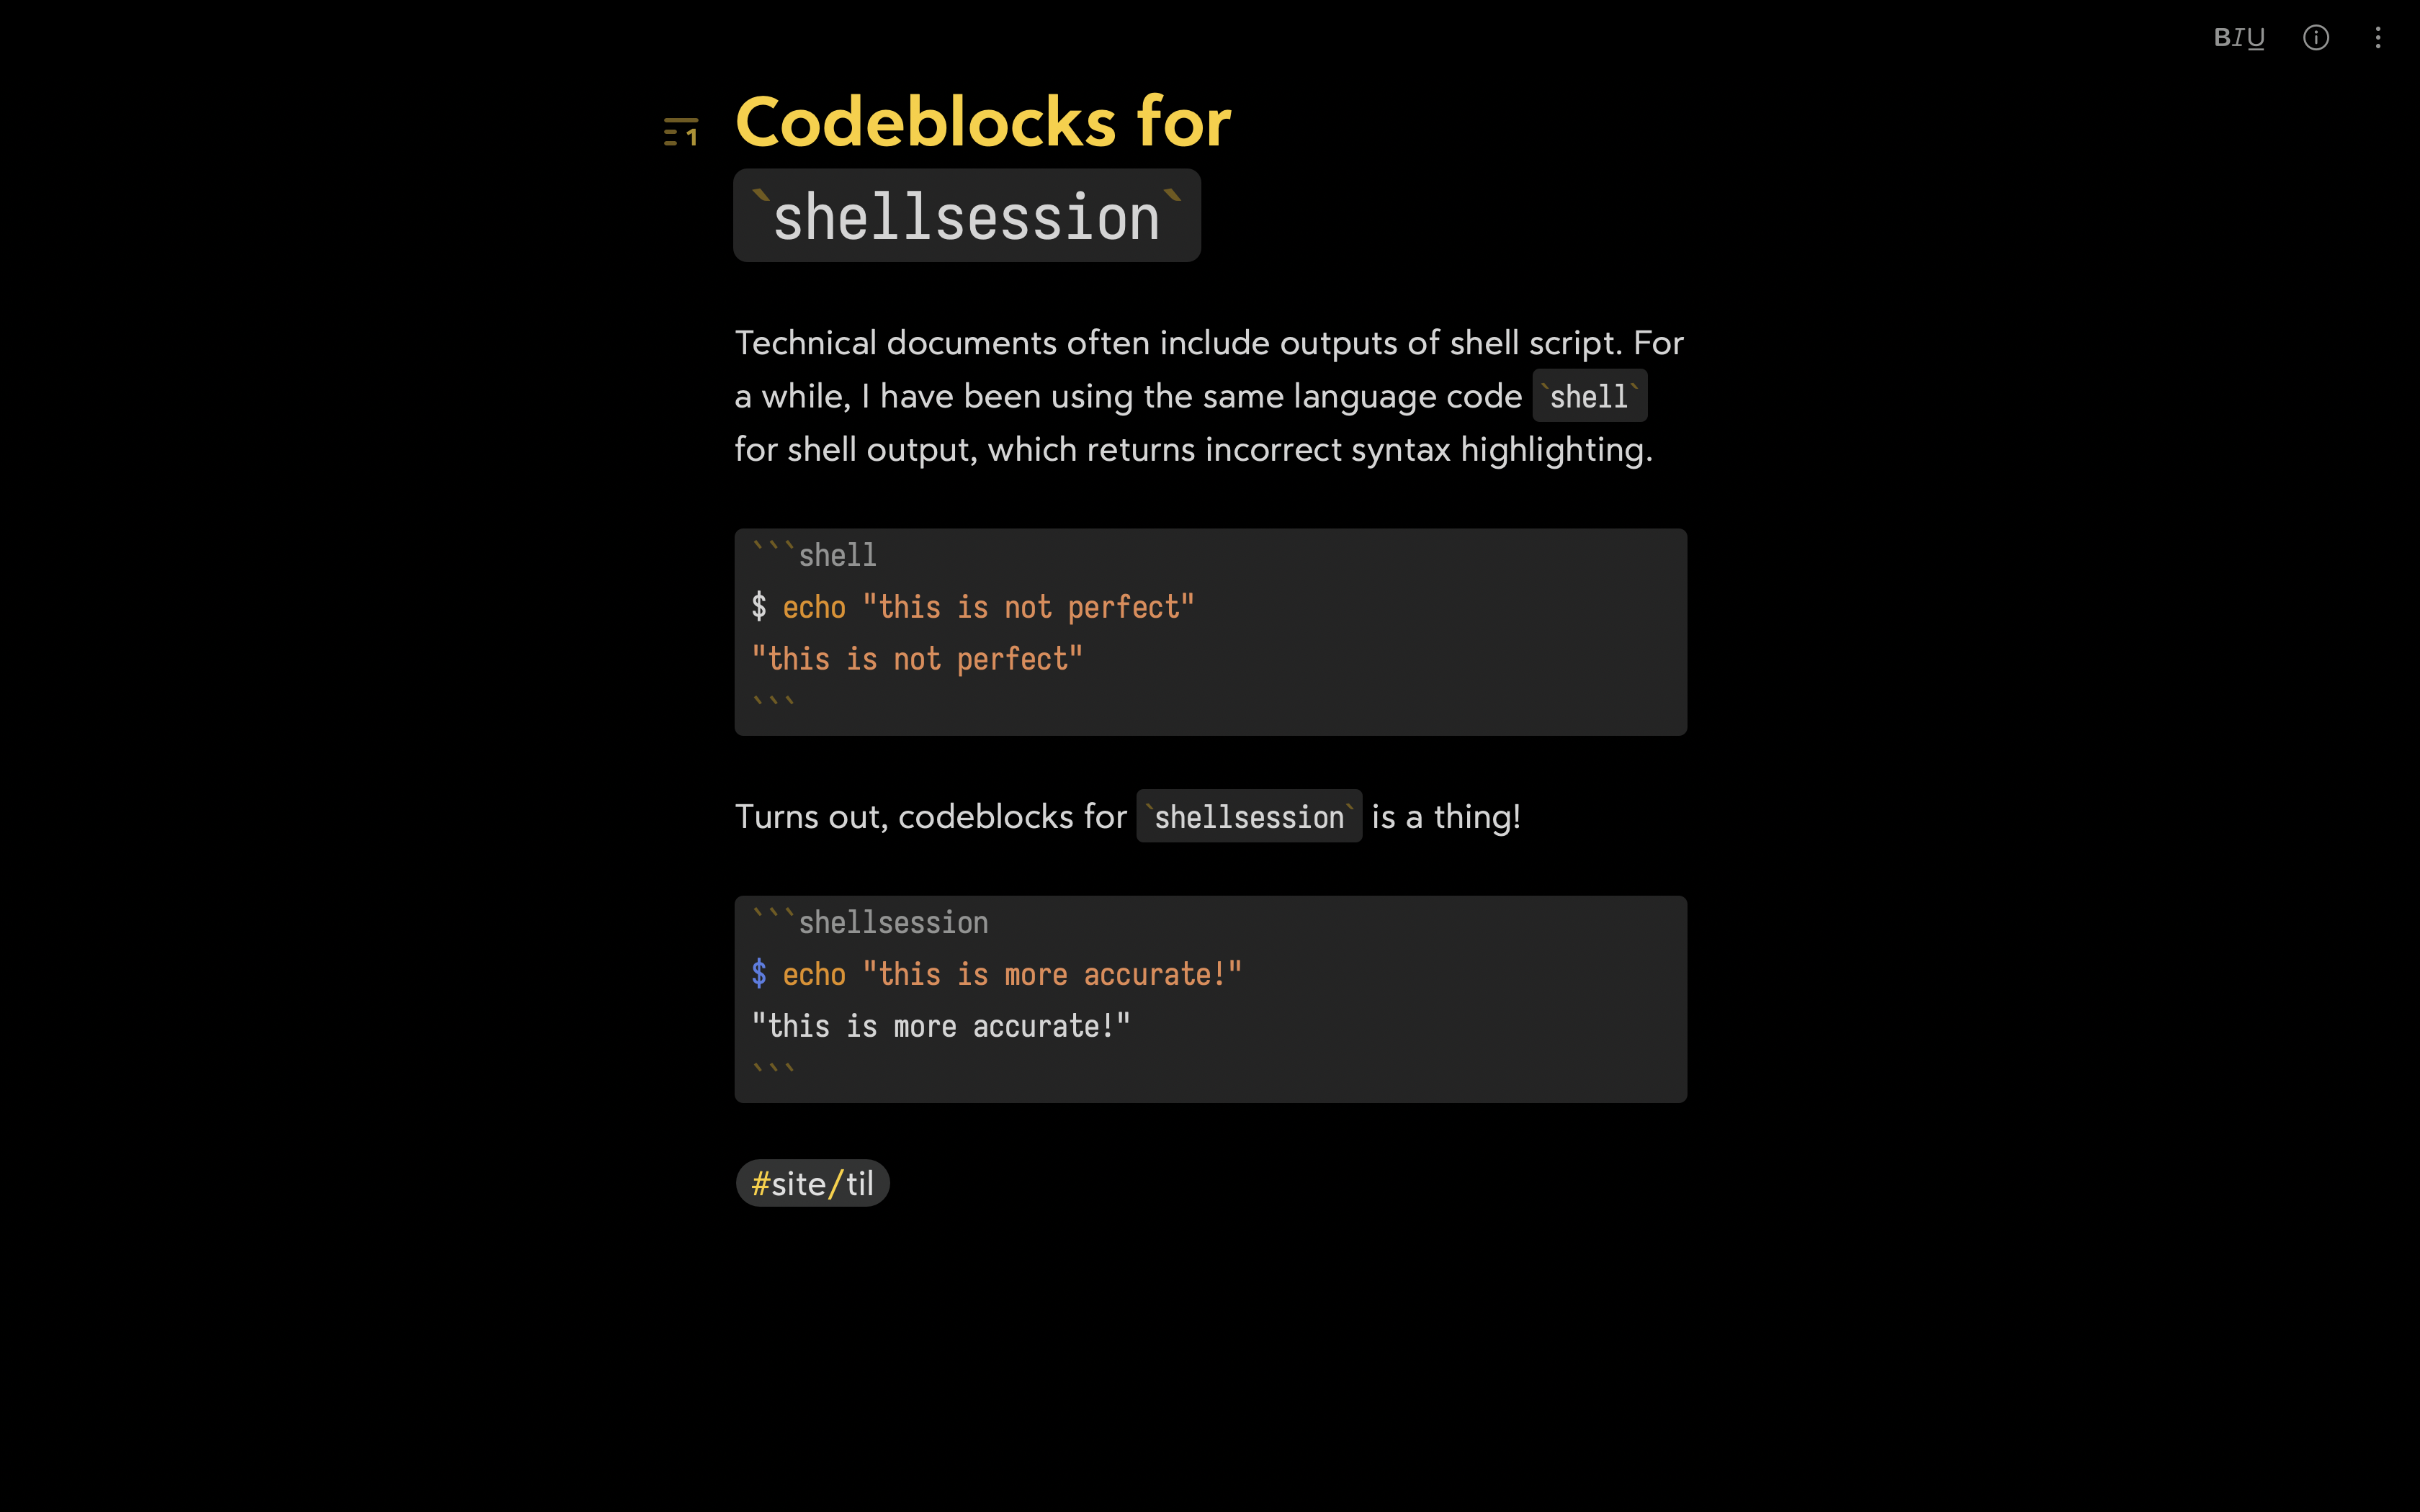 BIU
1 Codeblocks for
`shellsession`
Technical documents often include outputs of shell script. For
a while, I have been using the same language code `shell`
for shell output, which returns incorrect syntax highlighting.
```shell
$ echo "this is not perfect"
"this is not perfect"
```
Turns out, codeblocks for `shellsession` is a thing!
```shellsession
$ echo "this is more accurate!"
"this is more accurate!"
```
#site/til